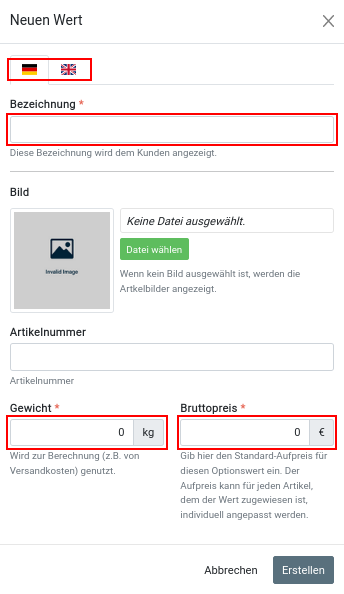 Neuen Wert
Bezeichnung *
Diese Bezeichnung wird dem Kunden angezeigt.
Bild
Invalid Image
Keine Datei ausgewählt.
Datei wählen
Wenn kein Bild ausgewählt ist, werden die
Artkelbilder angezeigt.
Artikelnummer
Artikelnummer
Gewicht *
0 kg
Wird zur Berechnung (z.B. von
Versandkosten) genutzt.
Bruttopreis *
0 €
Gib hier den Standard-Aufpreis für
diesen Optionswert ein. Der
Aufpreis kann für jeden Artikel,
dem der Wert zugewiesen ist,
individuell angepasst werden.
Abbrechen
Erstellen